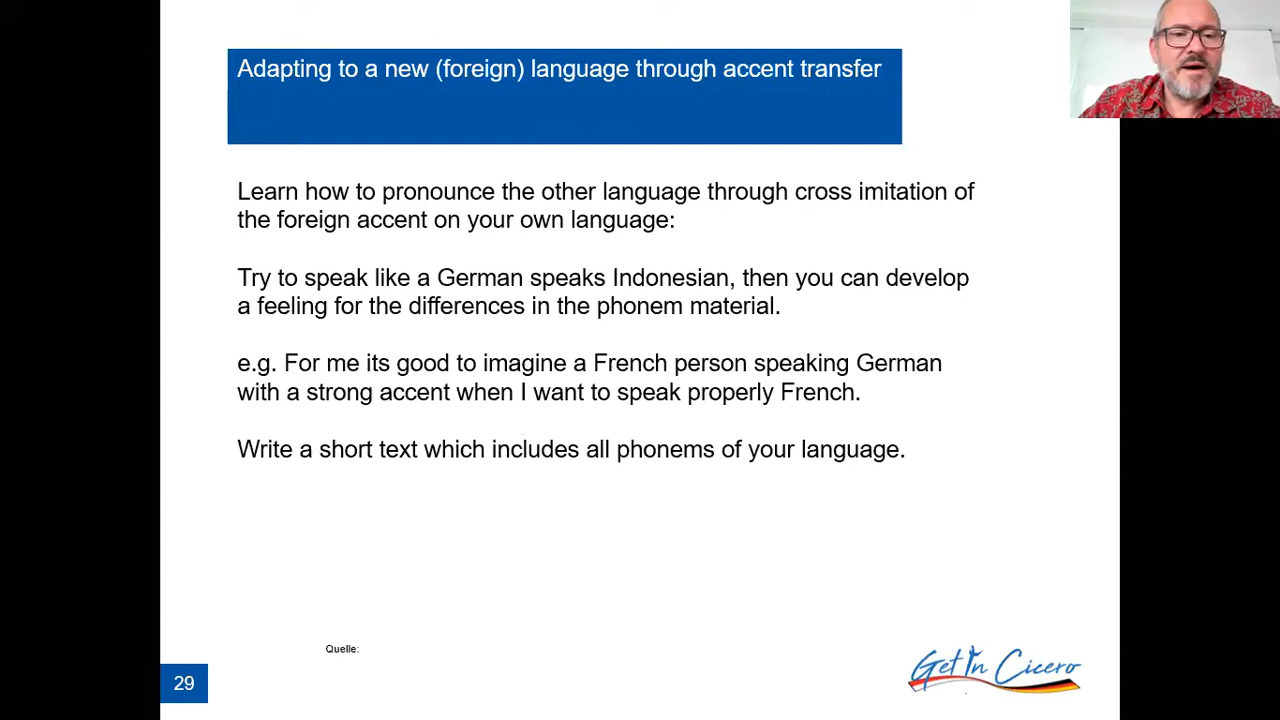 Adapting to a new (foreign) language through accent transfer
Learn how to pronounce the other language through cross imitation of
the foreign accent on your own language:
Try to speak like a German speaks Indonesian, then you can develop
a feeling for the differences in the phonem material.
e.g. For me its good to imagine a French person speaking German
with a strong accent when I want to speak properly French.
Write a short text which includes all phonems of your language.
Quelle:
Get In Cicero
29